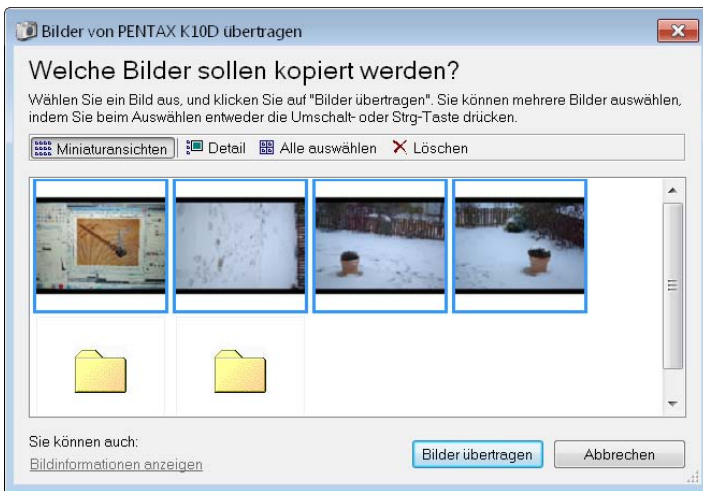 Bilder von PENTAX K10D übertragen
Welche Bilder sollen kopiert werden?
Wählen Sie ein Bild aus, und klicken Sie auf "Bilder übertragen". Sie können mehrere Bilder auswählen,
indem Sie beim Auswählen entweder die Umschalt- oder Strg-Taste drücken.
Miniaturansichten Detail Alle auswählen Löschen
Sie können auch:
Bildinformationen anzeigen
Bilder übertragen Abbrechen